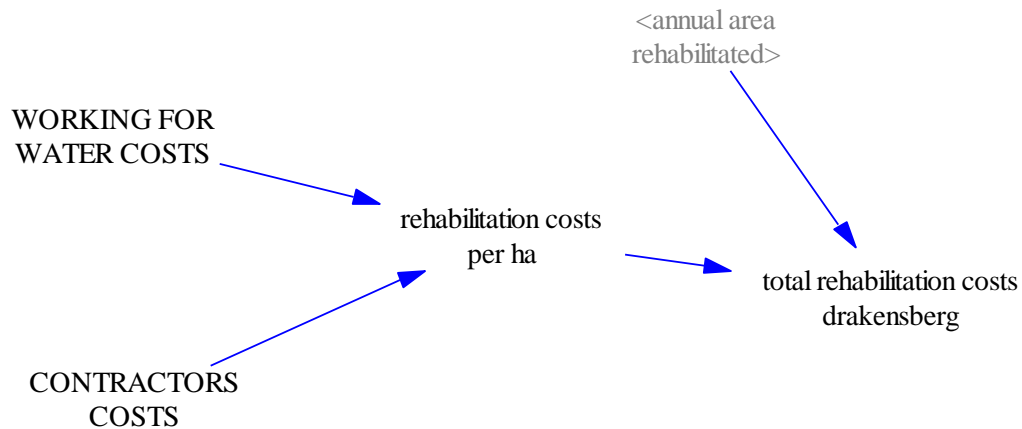 <annual area
rehabilitated>
WORKING FOR
WATER COSTS
rehabilitation costs
per ha
total rehabilitation costs
drakensberg
CONTRACTORS
COSTS